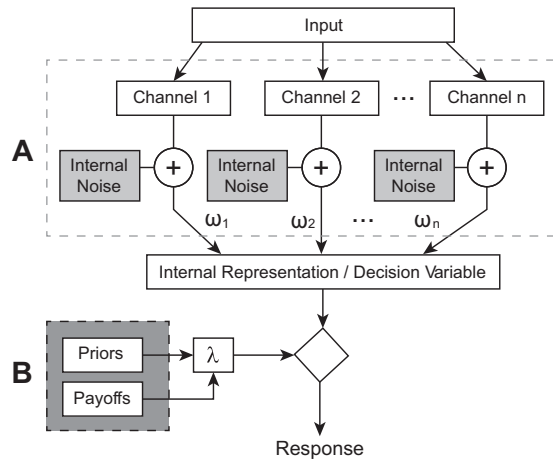 Input
A
Channel 1
Channel 2
...
Channel n
Internal
Noise
+
Internal
Noise
+
Internal
Noise
+
ω1
ω2
...
ωn
Internal Representation / Decision Variable
B
Priors
Payoffs
λ
Response